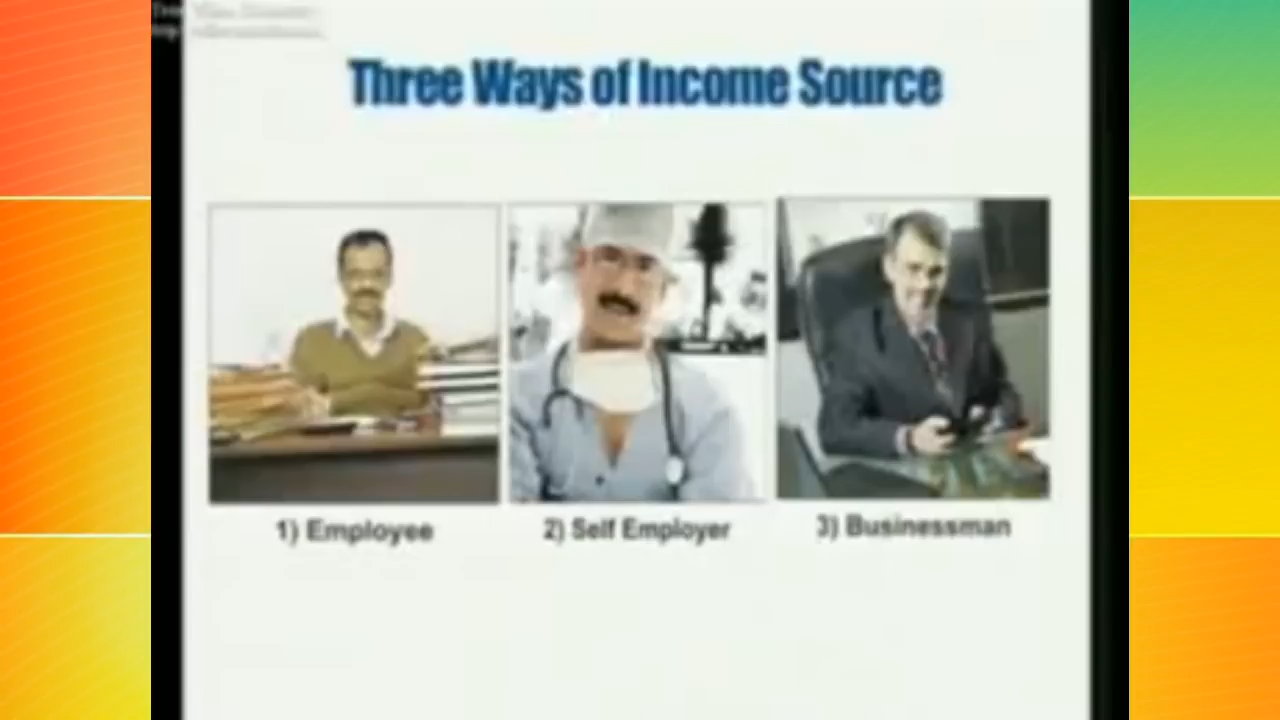 Three Ways of Income Source
1) Employee
2) Self Employer
3) Businessman